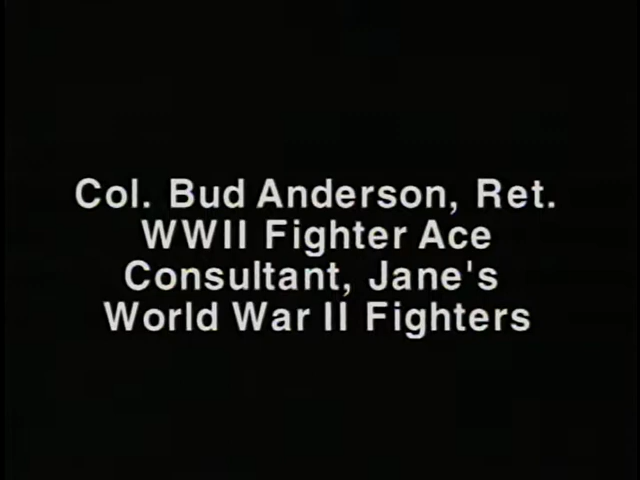 Col. Bud Anderson, Ret.
WWII Fighter Ace
Consultant, Jane's
World War II Fighters